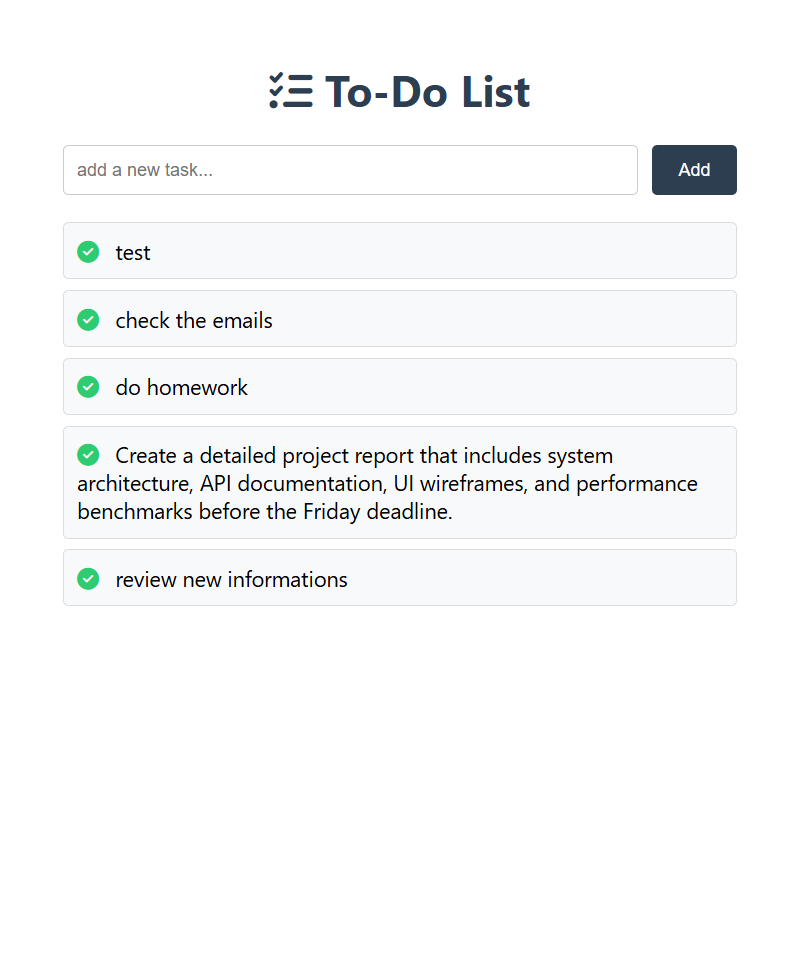 To-Do List
add a new task...
Add
test
check the emails
do homework
Create a detailed project report that includes system
architecture, API documentation, UI wireframes, and performance
benchmarks before the Friday deadline.
review new informations